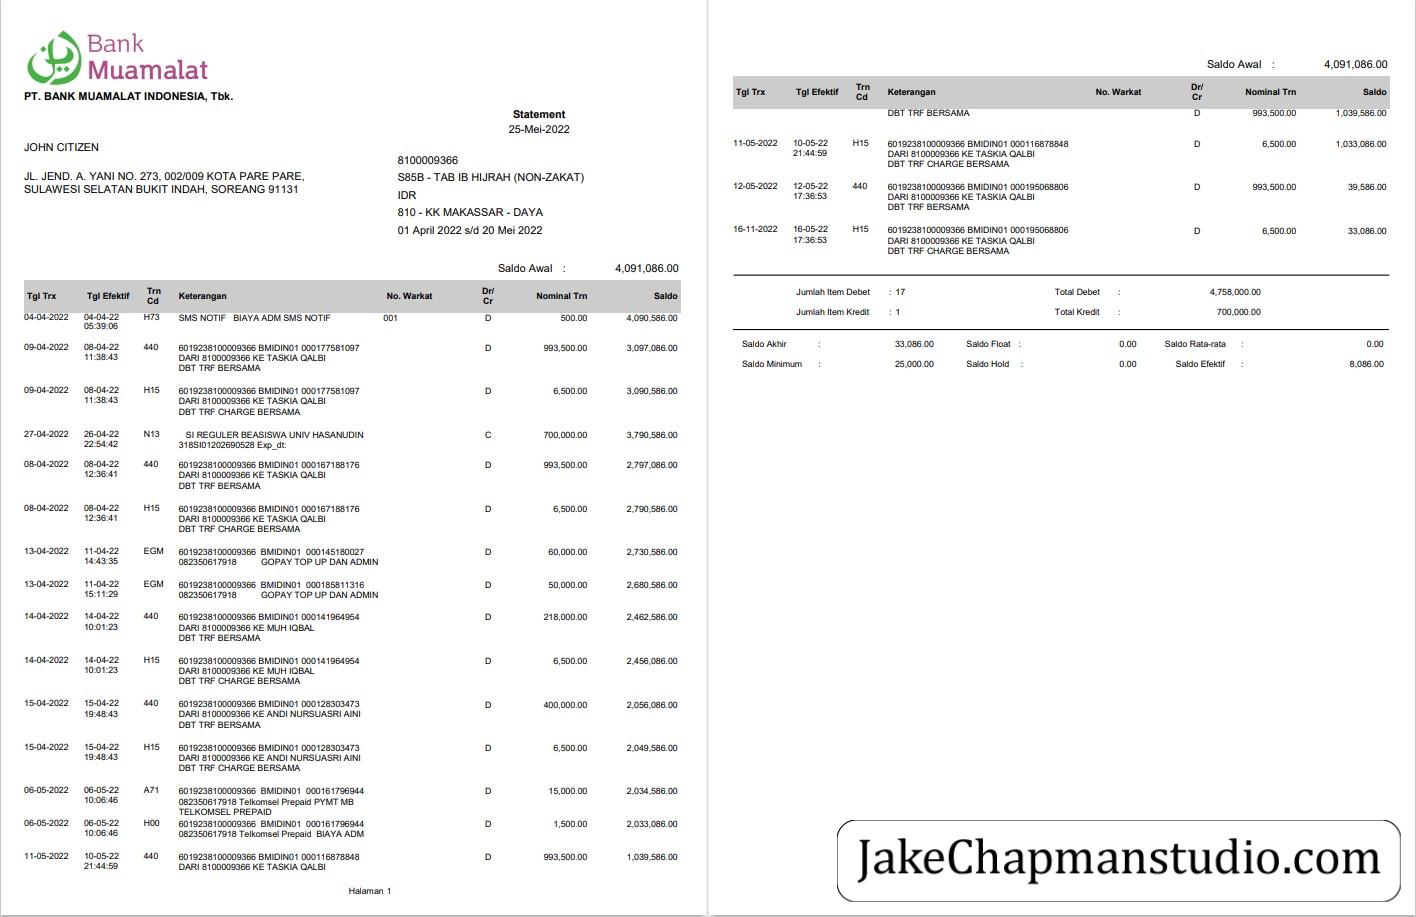 Bank
Muamalat
PT. BANK MUAMALAT INDONESIA, Tbk.
Statement
25-Mei-2022
JOHN CITIZEN
JL. JEND. A. YANI NO. 273, 002/009 KOTA PARE PARE,
SULAWESI SELATAN BUKIT INDAH, SOREANG 91131
8100009366
S85B - TAB IB HIJRAH (NON-ZAKAT)
IDR
810 - KK MAKASSAR - DAYA
01 April 2022 s/d 20 Mei 2022
Saldo Awal : 4,091,086.00
Tgl Trx Tgl Efektif Trn Cd Keterangan No. Warkat Dr/ Cr Nominal Trn Saldo
04-04-2022 04-04-22 H73 SMS NOTIF BIAYA ADM SMS NOTIF 001 D 500.00 4,090,586.00
05:39:06
09-04-2022 08-04-22 440 6019238100009366 BMIDIN01 000177581097 D 993,500.00 3,097,086.00
11:38:43 DARI 8100009366 KE TASKIA QALBI
DBT TRF BERSAMA
09-04-2022 08-04-22 H15 6019238100009366 BMIDIN01 000177581097 D 6,500.00 3,090,586.00
11:38:43 DARI 8100009366 KE TASKIA QALBI
DBT TRF CHARGE BERSAMA
27-04-2022 26-04-22 N13 SI REGULER BEASISWA UNIV HASANUDIN C 700,000.00 3,790,586.00
22:54:42 318SI01202690528 Exp_dt:
08-04-2022 08-04-22 440 6019238100009366 BMIDIN01 000167188176 D 993,500.00 2,797,086.00
12:36:41 DARI 8100009366 KE TASKIA QALBI
DBT TRF BERSAMA
08-04-2022 08-04-22 H15 6019238100009366 BMIDIN01 000167188176 D 6,500.00 2,790,586.00
12:36:41 DARI 8100009366 KE TASKIA QALBI
DBT TRF CHARGE BERSAMA
13-04-2022 11-04-22 EGM 6019238100009366 BMIDIN01 000145180027 D 60,000.00 2,730,586.00
14:43:35 082350617918 GOPAY TOP UP DAN ADMIN
13-04-2022 11-04-22 EGM 6019238100009366 BMIDIN01 000185811316 D 50,000.00 2,680,586.00
15:11:29 082350617918 GOPAY TOP UP DAN ADMIN
14-04-2022 14-04-22 440 6019238100009366 BMIDIN01 000141964954 D 218,000.00 2,462,586.00
10:01:23 DARI 8100009366 KE MUH IQBAL
DBT TRF BERSAMA
14-04-2022 14-04-22 H15 6019238100009366 BMIDIN01 000141964954 D 6,500.00 2,456,086.00
10:01:23 DARI 8100009366 KE MUH IQBAL
DBT TRF CHARGE BERSAMA
15-04-2022 15-04-22 440 6019238100009366 BMIDIN01 000128303473 D 400,000.00 2,056,086.00
19:48:43 DARI 8100009366 KE ANDI NURSUASRI AINI
DBT TRF BERSAMA
15-04-2022 15-04-22 H15 6019238100009366 BMIDIN01 000128303473 D 6,500.00 2,049,586.00
19:48:43 DARI 8100009366 KE ANDI NURSUASRI AINI
DBT TRF CHARGE BERSAMA
06-05-2022 06-05-22 A71 6019238100009366 BMIDIN01 000161796944 D 15,000.00 2,034,586.00
10:06:46 082350617918 Telkomsel Prepaid PYMT MB
TELKOMSEL PREPAID
06-05-2022 06-05-22 H00 6019238100009366 BMIDIN01 000161796944 D 1,500.00 2,033,086.00
10:06:46 082350617918 Telkomsel Prepaid BIAYA ADM
11-05-2022 10-05-22 440 6019238100009366 BMIDIN01 000116878848 D 993,500.00 1,039,586.00
21:44:59 DARI 8100009366 KE TASKIA QALBI
Halaman 1
Saldo Awal : 4,091,086.00
Tgl Trx Tgl Efektif Trn Cd Keterangan No. Warkat Dr/ Cr Nominal Trn Saldo
DBT TRF BERSAMA D 993,500.00 1,039,586.00
11-05-2022 10-05-22 H15 6019238100009366 BMIDIN01 000116878848 D 6,500.00 1,033,086.00
21:44:59 DARI 8100009366 KE TASKIA QALBI
DBT TRF CHARGE BERSAMA
12-05-2022 12-05-22 440 6019238100009366 BMIDIN01 000195068806 D 993,500.00 39,586.00
17:36:53 DARI 8100009366 KE TASKIA QALBI
DBT TRF BERSAMA
16-11-2022 16-05-22 H15 6019238100009366 BMIDIN01 000195068806 D 6,500.00 33,086.00
17:36:53 DARI 8100009366 KE TASKIA QALBI
DBT TRF CHARGE BERSAMA
Jumlah Item Debet : 17 Total Debet : 4,758,000.00
Jumlah Item Kredit : 1 Total Kredit : 700,000.00
Saldo Akhir : 33,086.00 Saldo Float : 0.00 Saldo Rata-rata : 0.00
Saldo Minimum : 25,000.00 Saldo Hold : 0.00 Saldo Efektif : 8,086.00
JakeChapmanstudio.com